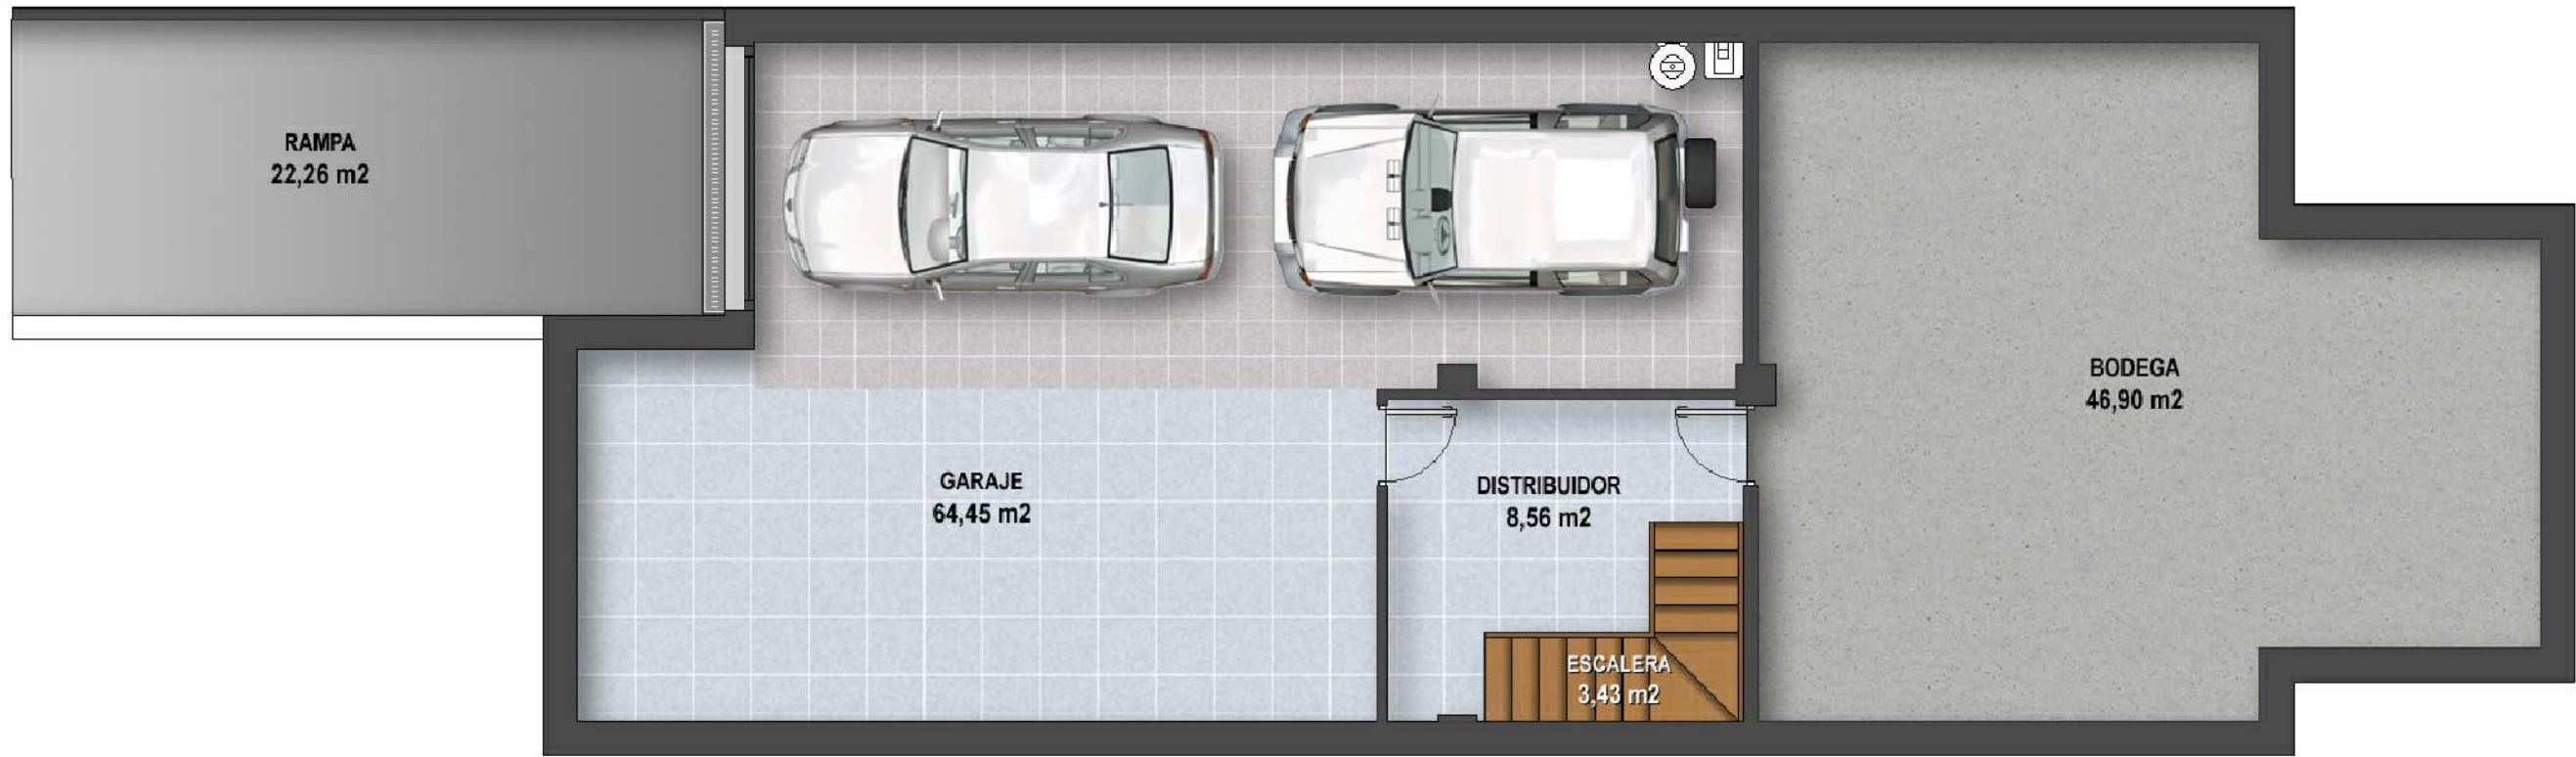 RAMPA
22,26 m2
BODEGA
46,90 m2
GARAJE
64,45 m2
DISTRIBUIDOR
8,56 m2
ESCALERA
3,43 m2